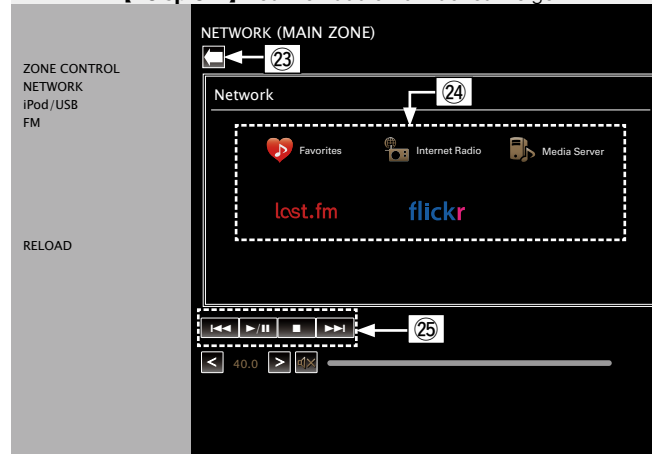 NETWORK (MAIN ZONE)
㉓
ZONE CONTROL
NETWORK
iPod/USB
FM
RELOAD
Network
㉔
Favorites
Internet Radio
Media Server
last.fm
flickr
㉕
< 40.0 >